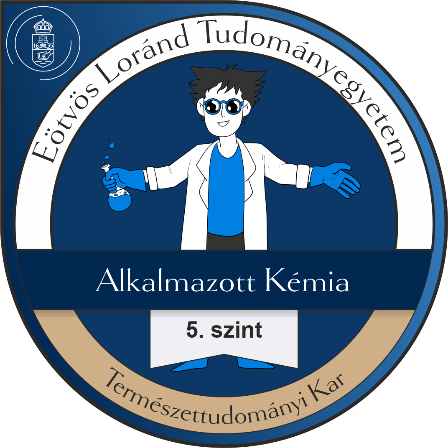 Eötvös Loránd Tudományegyetem
Alkalmazott Kémia
5. szint
Természettudományi Kar